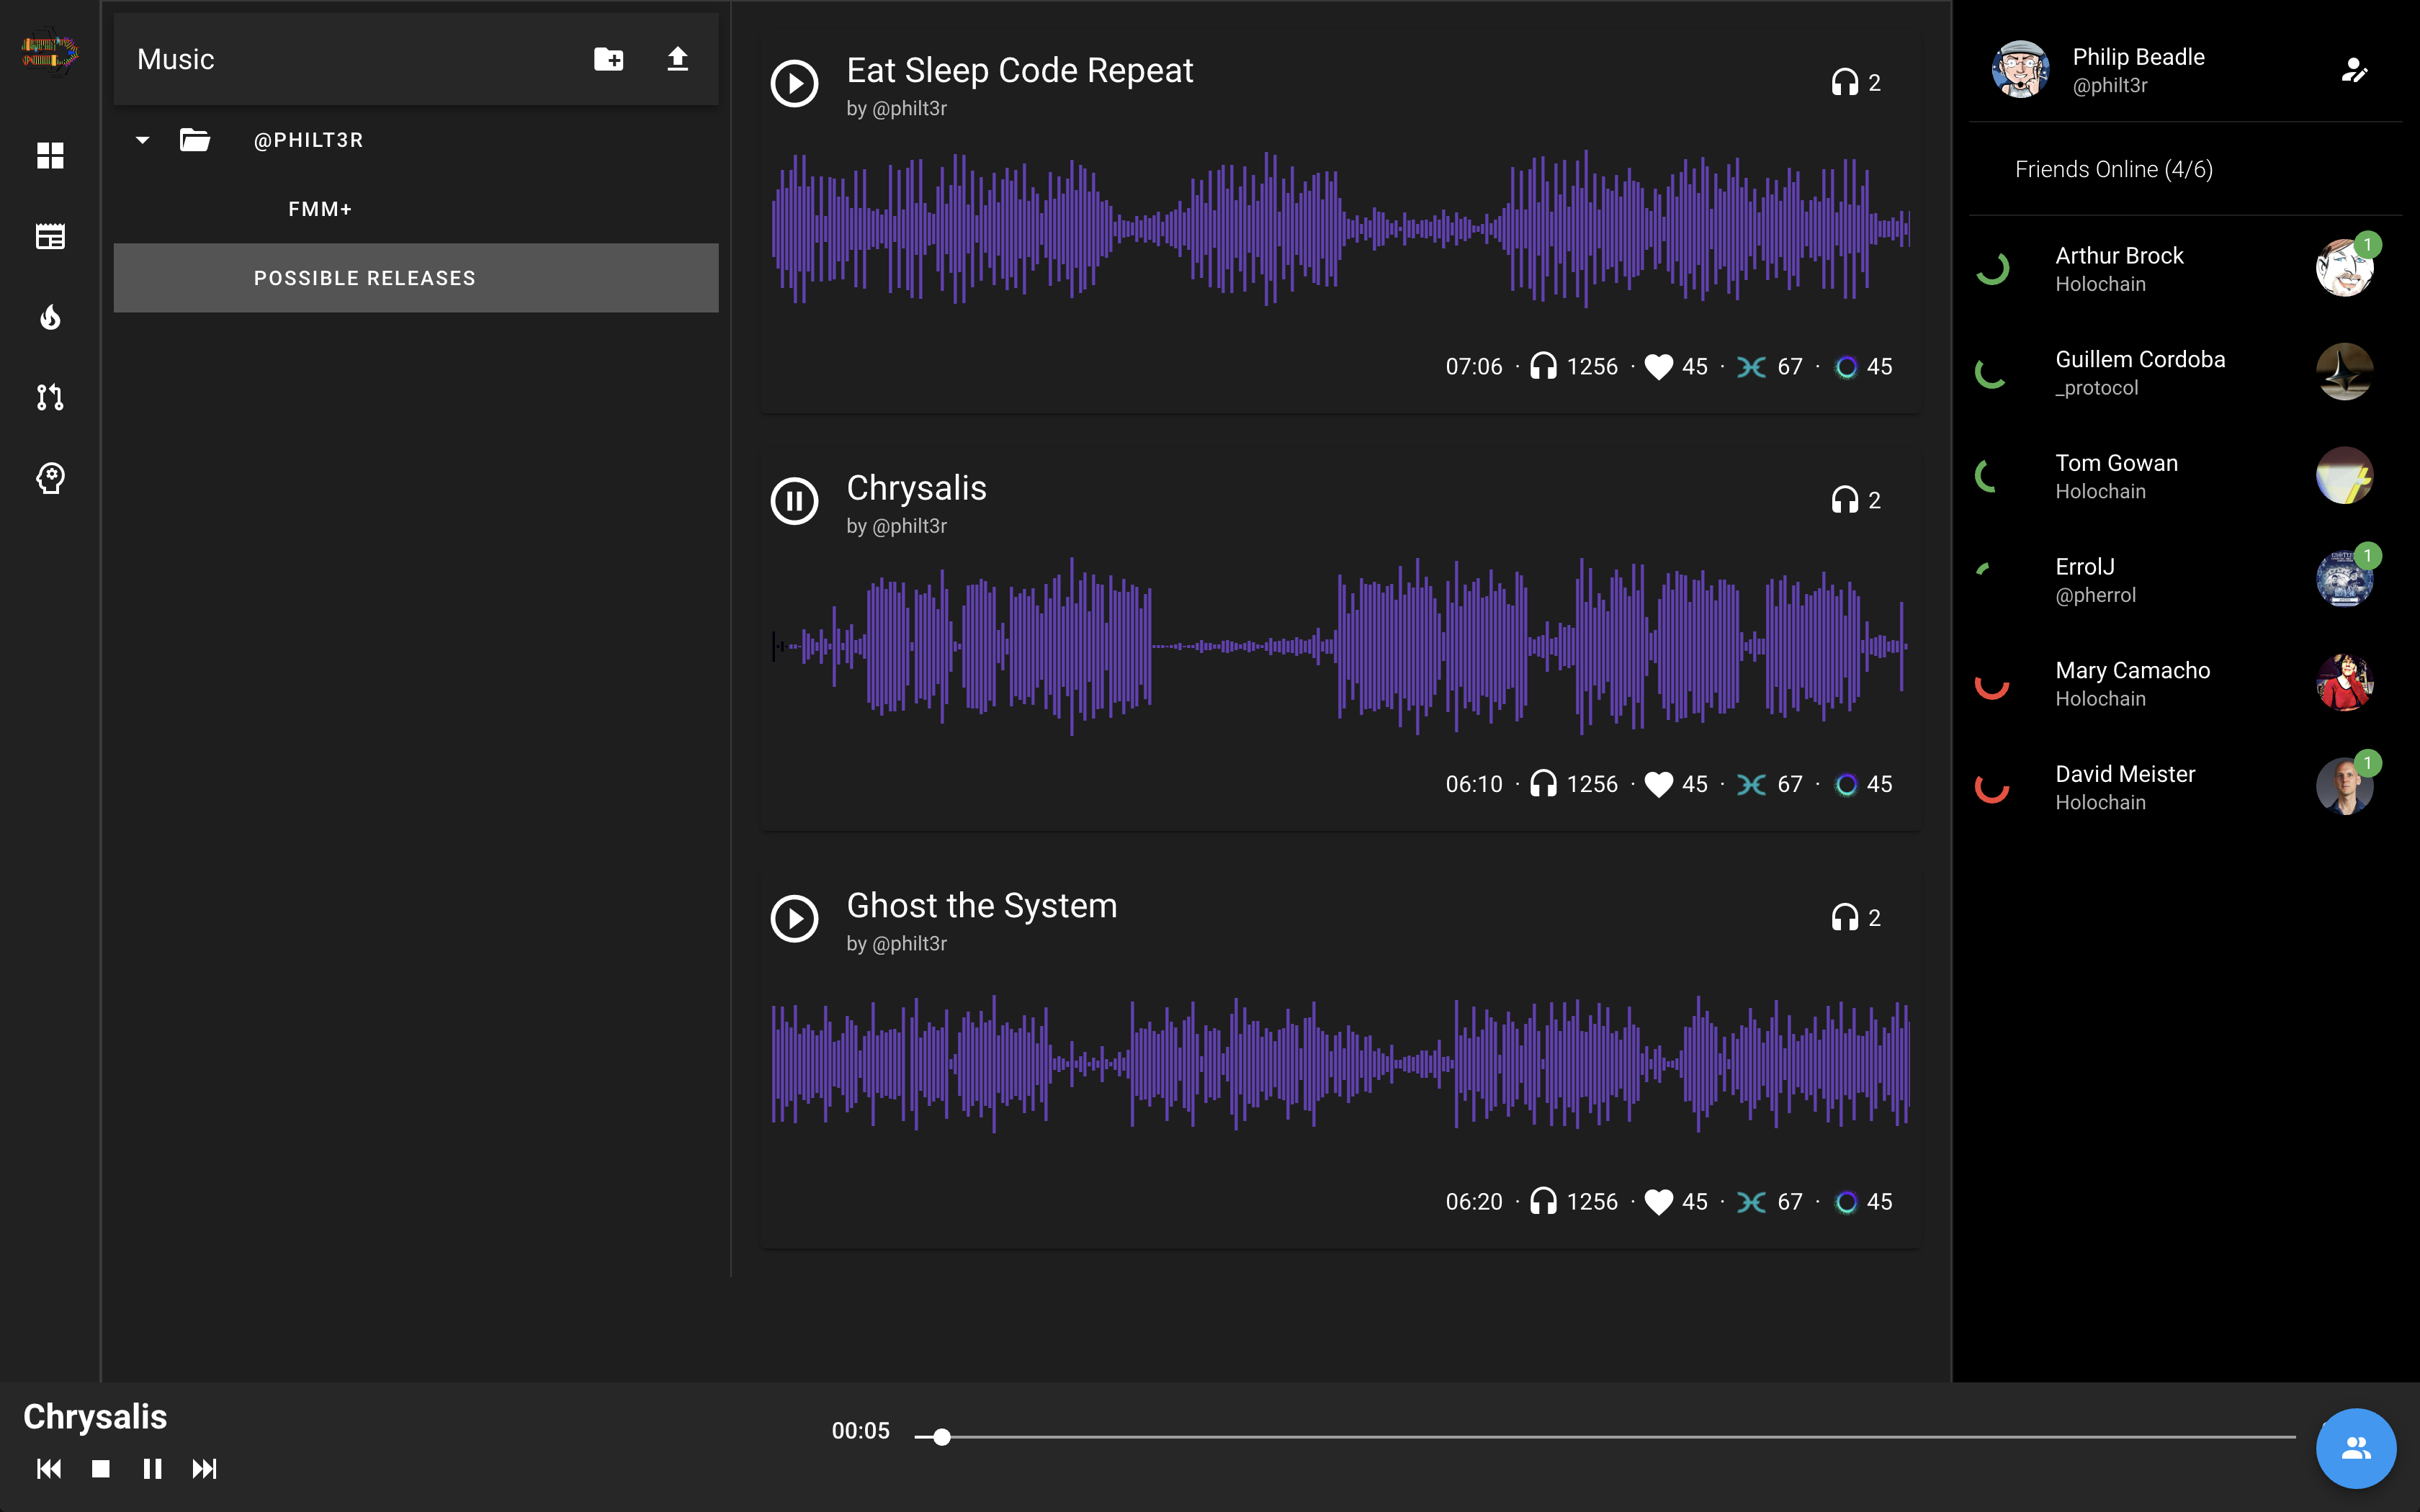 Music
@PHILT3R
FMM+
POSSIBLE RELEASES
Eat Sleep Code Repeat
by @philt3r
2
07:06 · 1256 · 45 · 67 · 45
Chrysalis
by @philt3r
2
06:10 · 1256 · 45 · 67 · 45
Ghost the System
by @philt3r
2
06:20 · 1256 · 45 · 67 · 45
Philip Beadle
@philt3r
Friends Online (4/6)
Arthur Brock
Holochain
1
Guillem Cordoba
_protocol
Tom Gowan
Holochain
ErrolJ
@pherrol
1
Mary Camacho
Holochain
David Meister
Holochain
1
Chrysalis
00:05